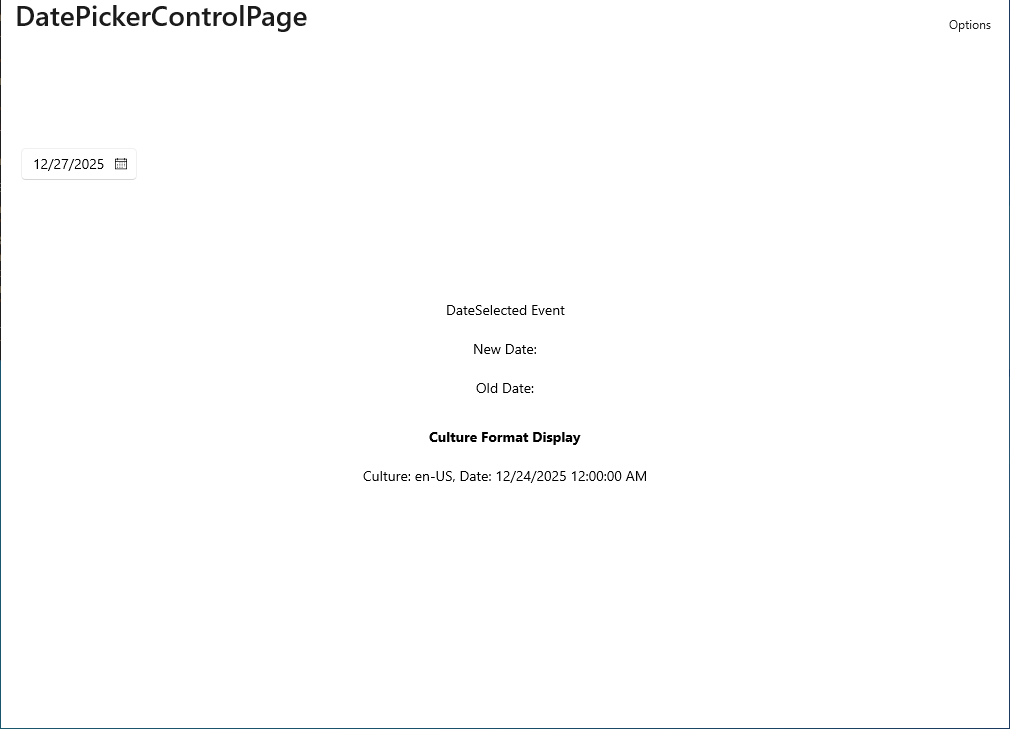 DatePickerControlPage
Options
12/27/2025
DateSelected Event
New Date:
Old Date:
Culture Format Display
Culture: en-US, Date: 12/24/2025 12:00:00 AM